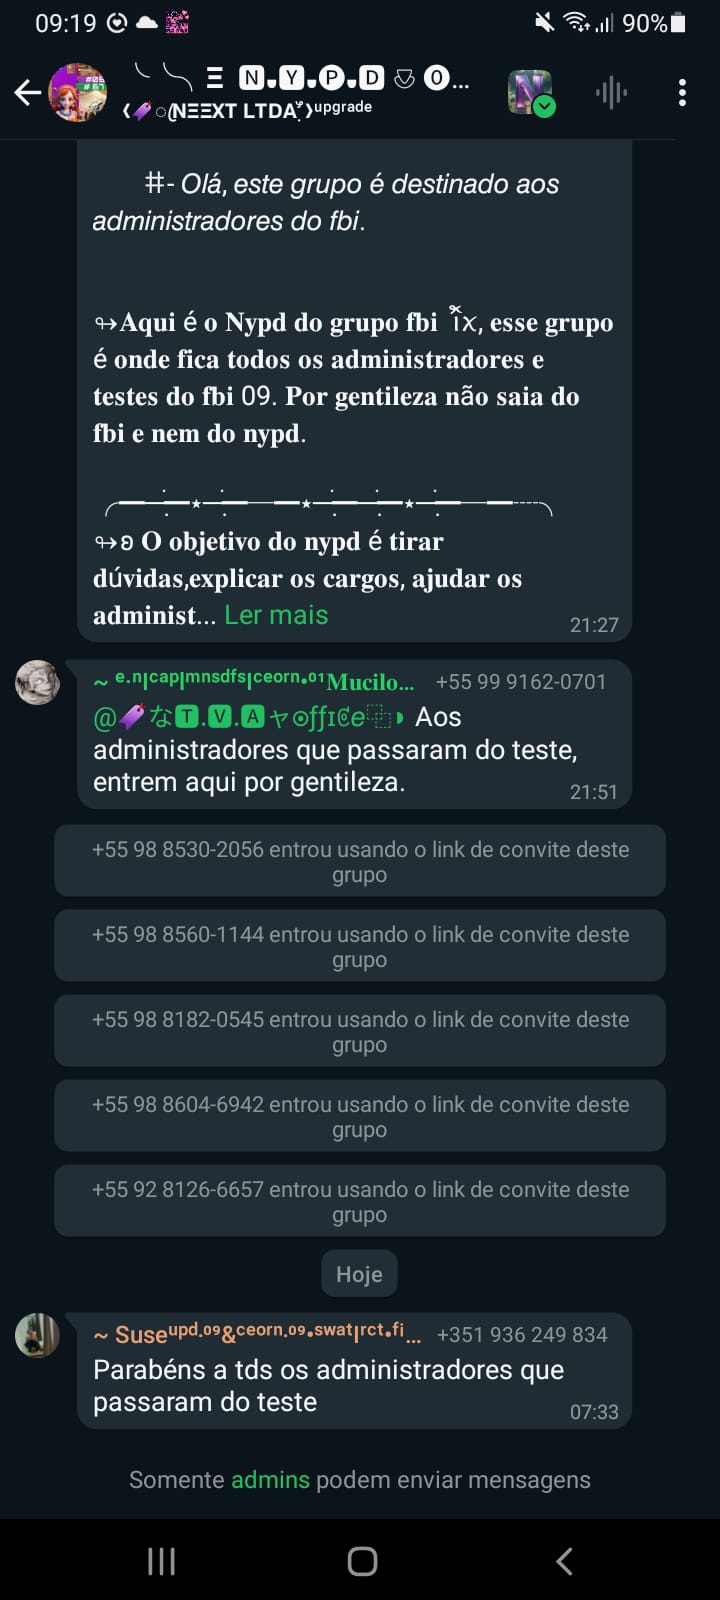 09:19
90%
🅽.🆈.🅿.🅳 🅞...
(NΞΞXT LTDA)ᵘᵖᵍʳᵃᵈᵉ
#- Olá, este grupo é destinado aos
administradores do fbi.
↬Aqui é o Nypd do grupo fbi ix, esse grupo
é onde fica todos os administradores e
testes do fbi 09. Por gentileza não saia do
fbi e nem do nypd.
↬ʚ O objetivo do nypd é tirar
dúvidas,explicar os cargos, ajudar os
administ... Ler mais
21:27
~ ᵉ·ⁿ|ᶜᵃᵖ|ᵐⁿˢᵈᶠˢ|ᶜᵉᵒʳⁿ•⁰¹Mucilo... +55 99 9162-0701
@な🆃.🆅.🅰ャ Aos
administradores que passaram do teste,
entrem aqui por gentileza.
21:51
+55 98 8530-2056 entrou usando o link de convite deste
grupo
+55 98 8560-1144 entrou usando o link de convite deste
grupo
+55 98 8182-0545 entrou usando o link de convite deste
grupo
+55 98 8604-6942 entrou usando o link de convite deste
grupo
+55 92 8126-6657 entrou usando o link de convite deste
grupo
Hoje
~ Suseᵘᵖᵈ·⁰⁹&ᶜᵉᵒʳⁿ·⁰⁹•ˢʷᵃᵗ|ʳᶜᵗ•ᶠⁱ... +351 936 249 834
Parabéns a tds os administradores que
passaram do teste
07:33
Somente admins podem enviar mensagens